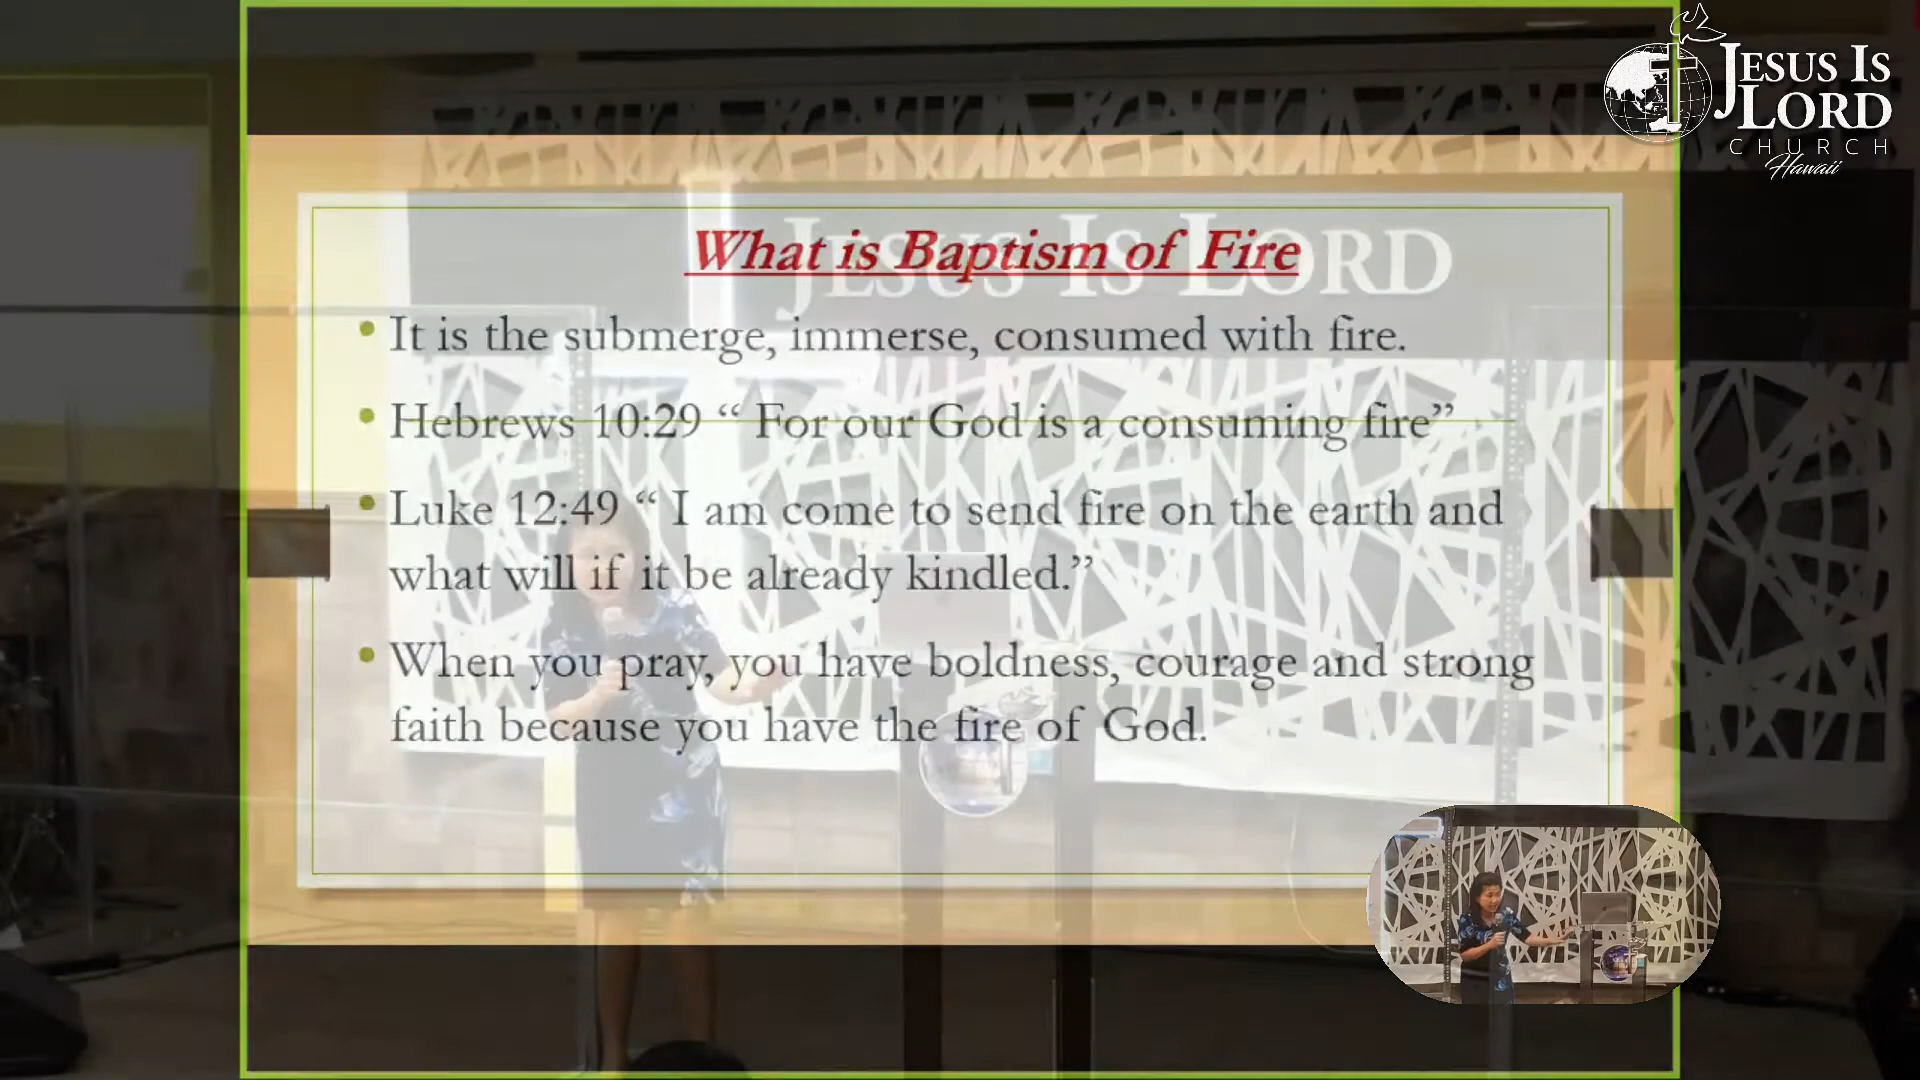 JESUS IS
LORD
CHURCH
Hawaii
What is Baptism of Fire
JESUS IS LORD
• It is the submerge, immerse, consumed with fire.
• Hebrews 10:29 “ For our God is a consuming fire”
• Luke 12:49 “ I am come to send fire on the earth and
what will if it be already kindled.”
• When you pray, you have boldness, courage and strong
faith because you have the fire of God.